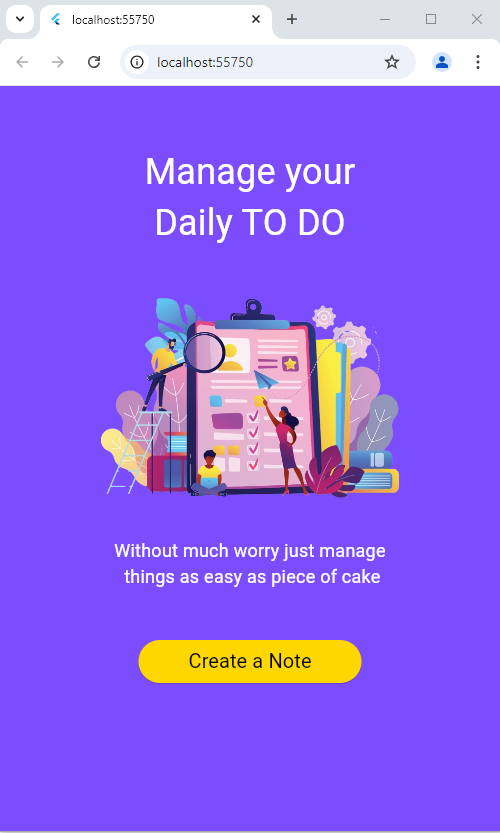 localhost:55750
localhost:55750
Manage your
Daily TO DO
Without much worry just manage
things as easy as piece of cake
Create a Note